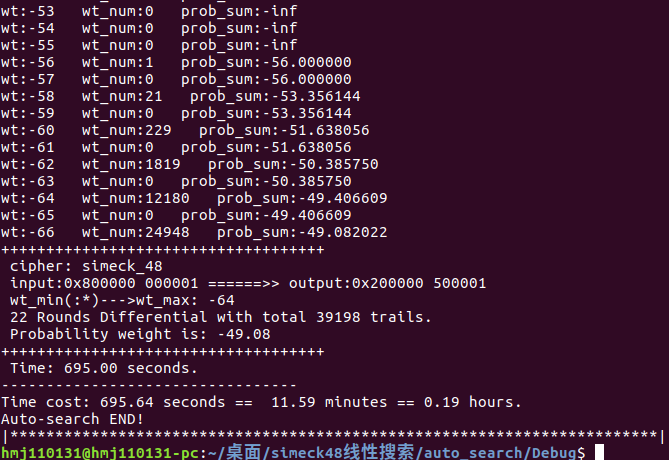 wt:-53   wt_num:0   prob_sum:-inf
wt:-54   wt_num:0   prob_sum:-inf
wt:-55   wt_num:0   prob_sum:-inf
wt:-56   wt_num:1   prob_sum:-56.000000
wt:-57   wt_num:0   prob_sum:-56.000000
wt:-58   wt_num:21   prob_sum:-53.356144
wt:-59   wt_num:0   prob_sum:-53.356144
wt:-60   wt_num:229   prob_sum:-51.638056
wt:-61   wt_num:0   prob_sum:-51.638056
wt:-62   wt_num:1819   prob_sum:-50.385750
wt:-63   wt_num:0   prob_sum:-50.385750
wt:-64   wt_num:12180   prob_sum:-49.406609
wt:-65   wt_num:0   prob_sum:-49.406609
wt:-66   wt_num:24948   prob_sum:-49.082022
++++++++++++++++++++++++++++++++++++
 cipher: simeck_48
 input:0x800000 000001 ======>> output:0x200000 500001
 wt_min(:*)--->wt_max: -64
 22 Rounds Differential with total 39198 trails.
 Probability weight is: -49.08
++++++++++++++++++++++++++++++++++++
 Time: 695.00 seconds.
---------------------------------
Time cost: 695.64 seconds ==  11.59 minutes == 0.19 hours.
Auto-search END!
|************************************************************************|
hmj110131@hmj110131-pc:~/桌面/simeck48线性搜索/auto_search/Debug$